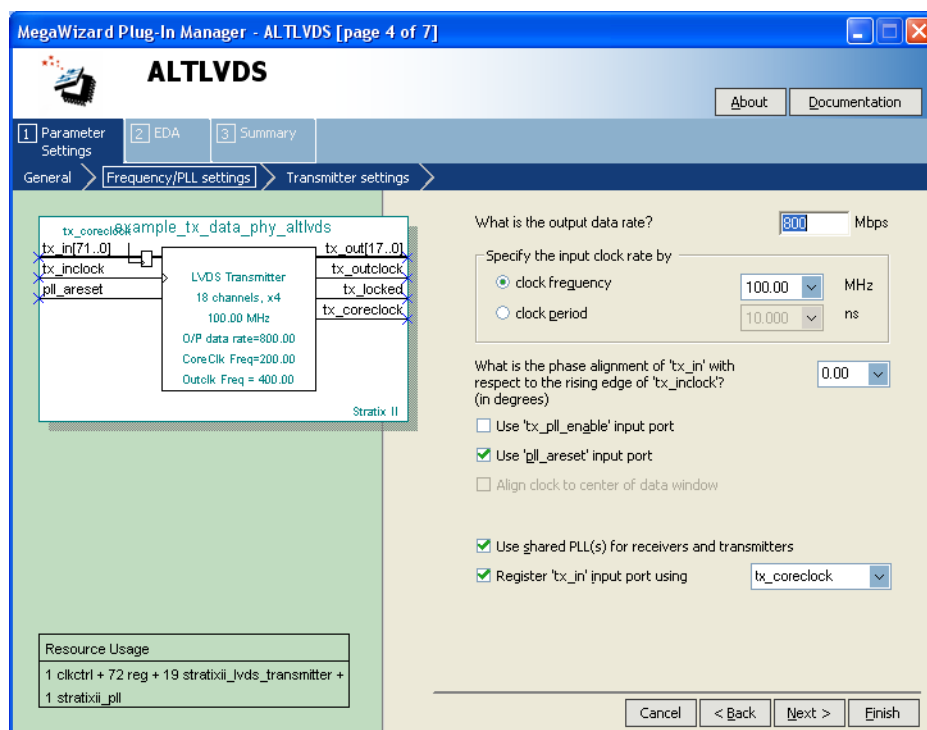 MegaWizard Plug-In Manager - ALTLVDS [page 4 of 7]
ALTLVDS
About
Documentation
1 Parameter Settings
2 EDA
3 Summary
General
Frequency/PLL settings
Transmitter settings
example_tx_data_phy_altlvds
tx_coreclock
tx_in[71..0]
tx_inclock
pll_areset
tx_out[17..0]
tx_outclock
tx_locked
tx_coreclock
LVDS Transmitter
18 channels, x4
100.00 MHz
O/P data rate=800.00
CoreClk Freq=200.00
Outclk Freq = 400.00
Stratix II
What is the output data rate? 800 Mbps
Specify the input clock rate by
clock frequency 100.00 MHz
clock period 10.000 ns
What is the phase alignment of 'tx_in' with
respect to the rising edge of 'tx_inclock'?
(in degrees)
0.00
Use 'tx_pll_enable' input port
Use 'pll_areset' input port
Align clock to center of data window
Use shared PLL(s) for receivers and transmitters
Register 'tx_in' input port using tx_coreclock
Resource Usage
1 clkctrl + 72 reg + 19 stratixii_lvds_transmitter +
1 stratixii_pll
Cancel
< Back
Next >
Finish